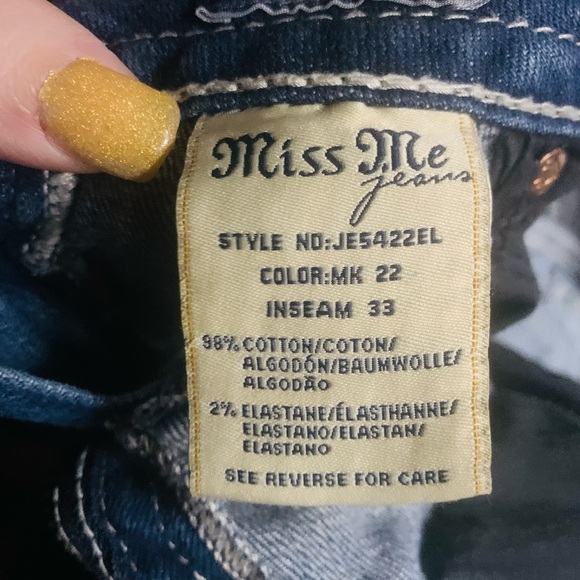 Miss Me
jeans
STYLE NO:JE5422EL
COLOR:MK 22
INSEAM 33
98% COTTON/COTON/
ALGODÓN/BAUMWOLLE/
ALGODÃO
2% ELASTANE/ÉLASTHANNE/
ELASTANO/ELASTAN/
ELASTANO
SEE REVERSE FOR CARE